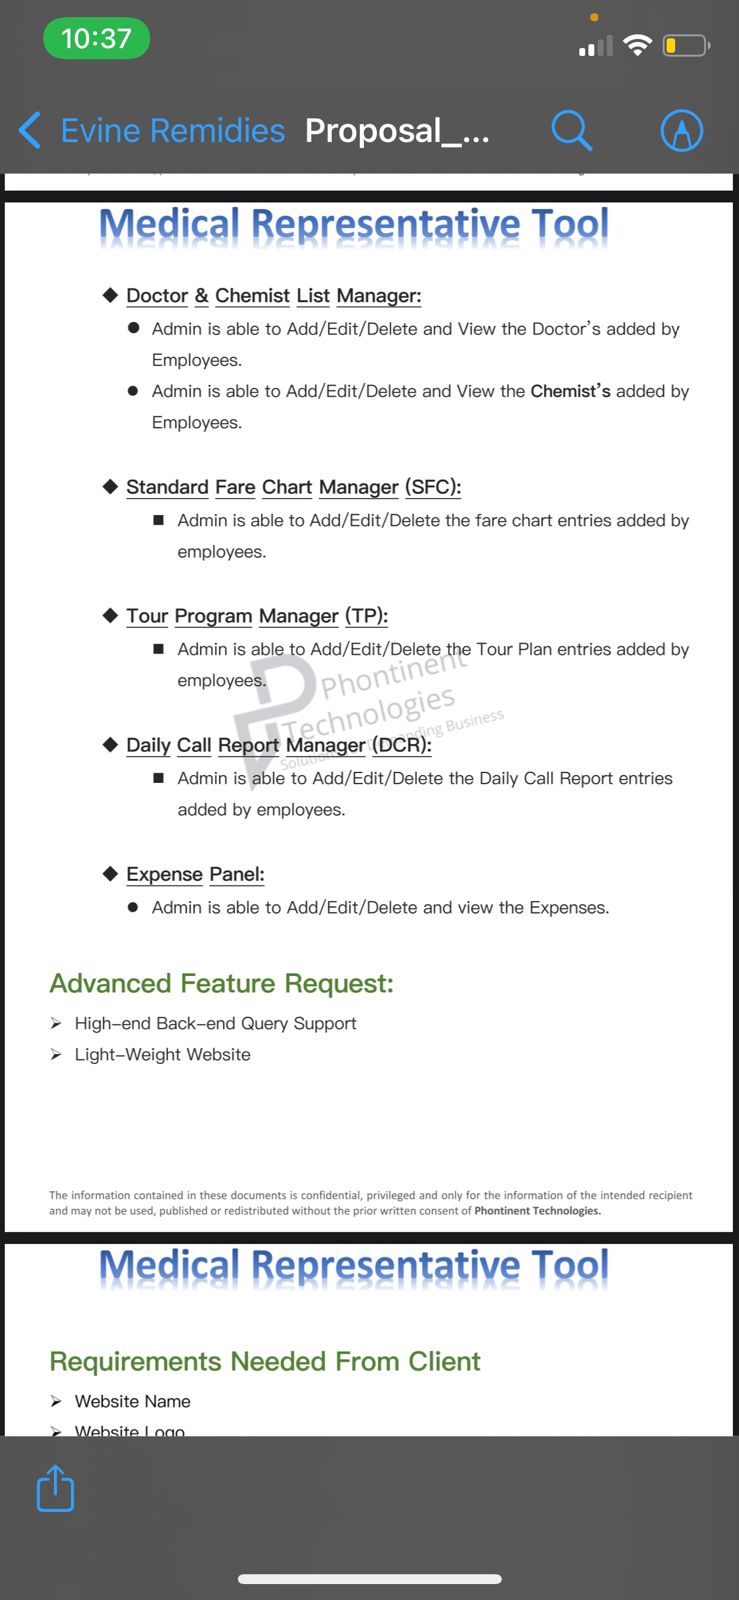 10:37
Evine Remidies Proposal_...
Medical Representative Tool
◆ Doctor & Chemist List Manager:
● Admin is able to Add/Edit/Delete and View the Doctor's added by
Employees.
● Admin is able to Add/Edit/Delete and View the Chemist's added by
Employees.
◆ Standard Fare Chart Manager (SFC):
■ Admin is able to Add/Edit/Delete the fare chart entries added by
employees.
◆ Tour Program Manager (TP):
■ Admin is able to Add/Edit/Delete the Tour Plan entries added by
employees.
Phontinent
Technologies
◆ Daily Call Report Manager (DCR):
Business
■ Admin is able to Add/Edit/Delete the Daily Call Report entries
added by employees.
◆ Expense Panel:
● Admin is able to Add/Edit/Delete and view the Expenses.
Advanced Feature Request:
➢ High-end Back-end Query Support
➢ Light-Weight Website
The information contained in these documents is confidential, privileged and only for the information of the intended recipient
and may not be used, published or redistributed without the prior written consent of Phontinent Technologies.
Medical Representative Tool
Requirements Needed From Client
➢ Website Name
➢ Website Logo